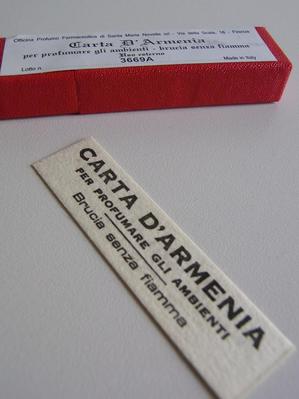 Officina Profumo Farmaceutica di Santa Maria Novella srl - Via della Scala, 16 - Firenze
Carta D'Armenia
per profumare gli ambienti - brucia senza fiamma
Uso esterno
Lotto n.
3669A
Made in Italy
CARTA D'ARMENIA
PER PROFUMARE GLI AMBIENTI
Brucia senza fiamma